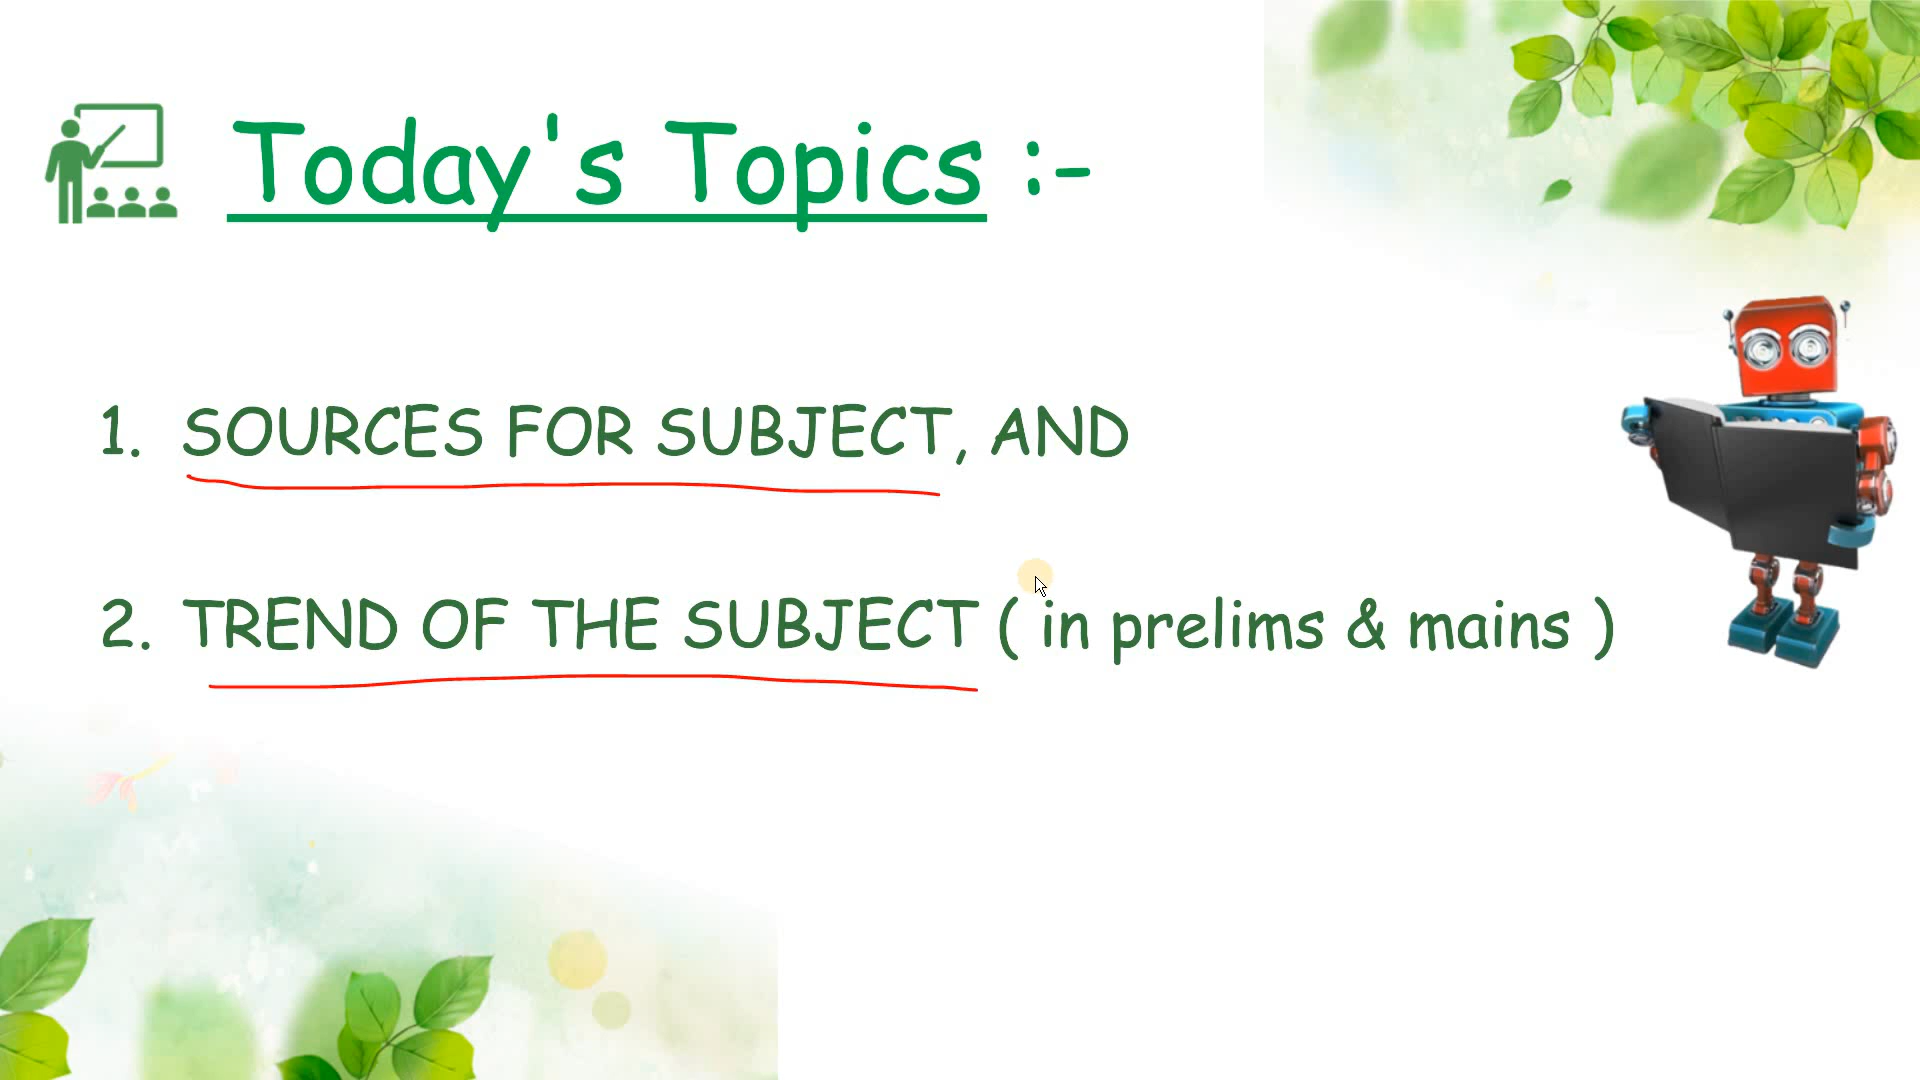 Today's Topics :-
1. SOURCES FOR SUBJECT, AND
2. TREND OF THE SUBJECT ( in prelims & mains )